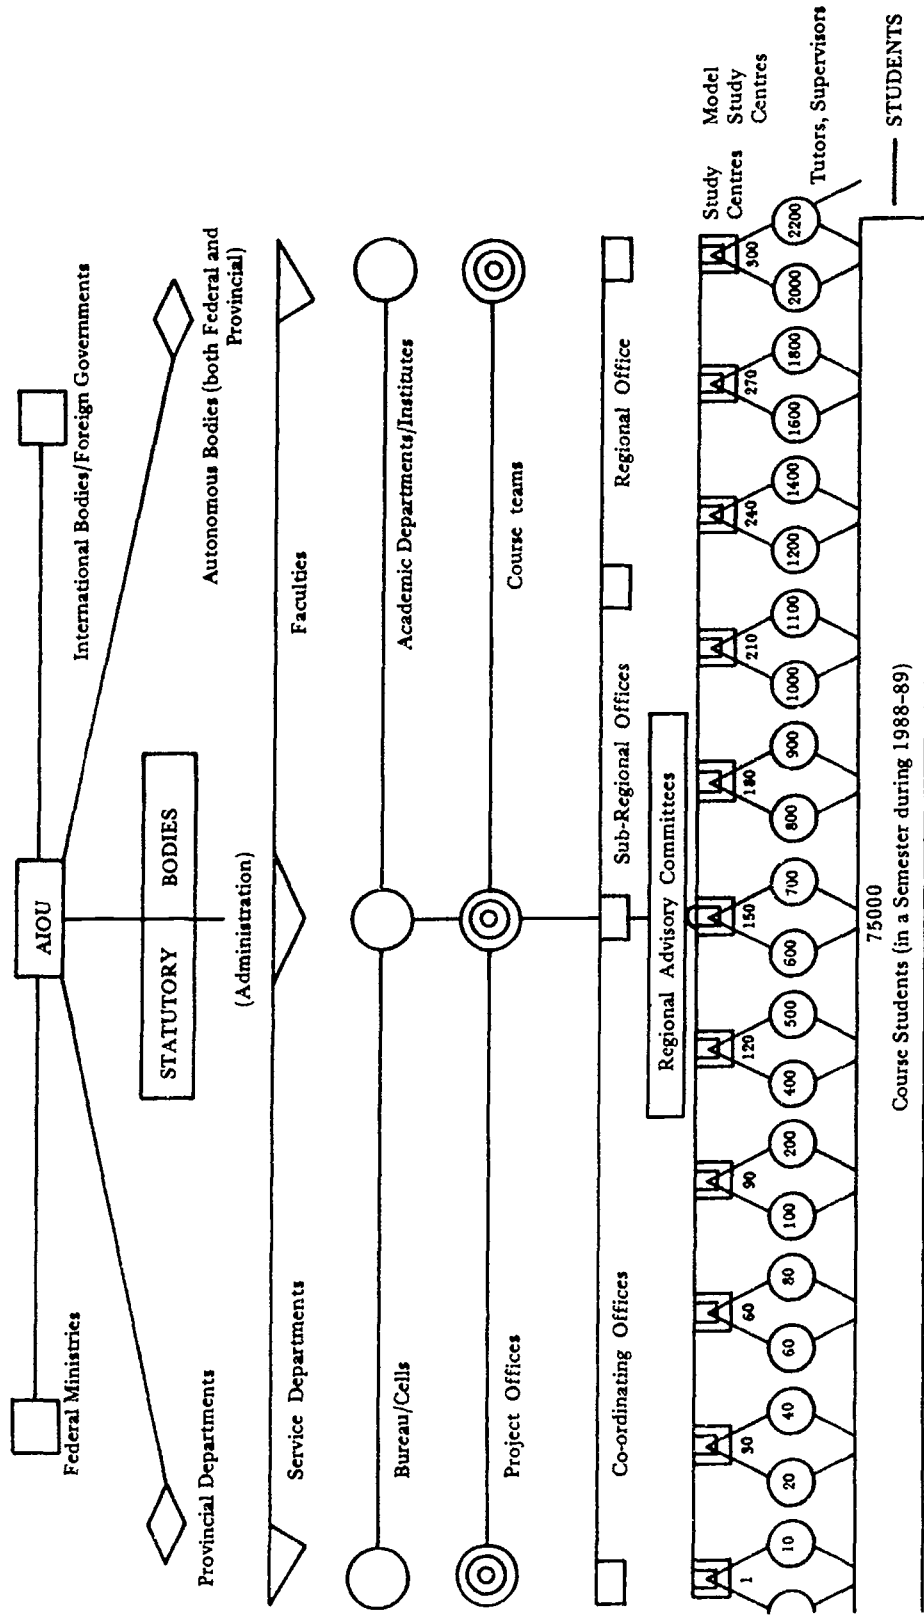 AIOU
Federal Ministries
International Bodies/Foreign Governments
Provincial Departments
Autonomous Bodies (both Federal and
Provincial)
STATUTORY BODIES
(Administration)
Service Departments
Faculties
Bureau/Cells
Academic Departments/Institutes
Project Offices
Course teams
Co-ordinating Offices
Sub-Regional Offices
Regional Office
Regional Advisory Committees
Study
Centres
Model
Study
Centres
1 30 60 90 120 150 180 210 240 270 300
Tutors, Supervisors
10 20 40 60 80 100 200 400 500 600 700 800 900 1000 1100 1200 1400 1600 1800 2000 2200
75000
Course Students (in a Semester during 1988-89)
STUDENTS